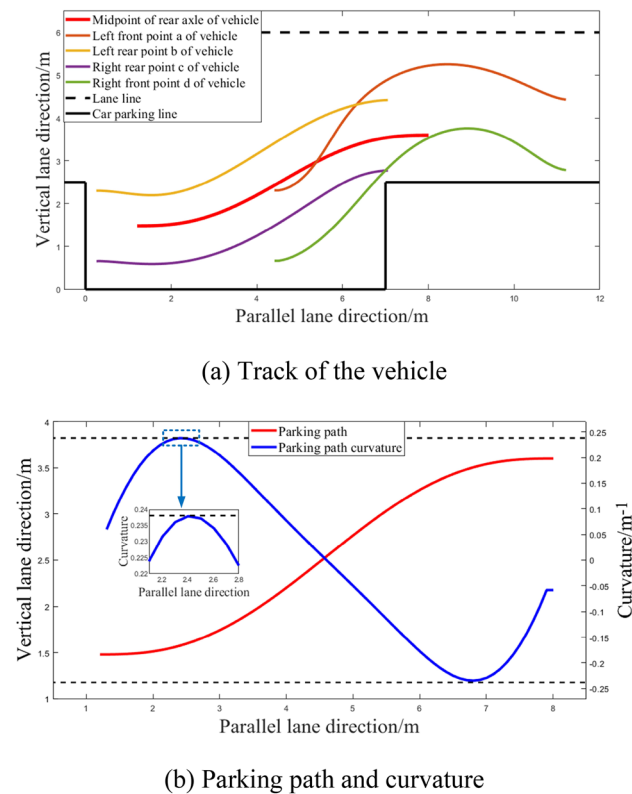 Midpoint of rear axle of vehicle
Left front point a of vehicle
Left rear point b of vehicle
Right rear point c of vehicle
Right front point d of vehicle
Lane line
Car parking line
Vertical lane direction/m
6
5
4
3
2
1
0
0 2 4 6 8 10 12
Parallel lane direction/m
(a) Track of the vehicle
Parking path
Parking path curvature
Vertical lane direction/m
4
3.5
3
2.5
2
1.5
1
Curvature
0.24
0.235
0.23
0.225
0.22
2.2 2.4 2.6 2.8
Parallel lane direction
0.25
0.2
0.15
0.1
0.05
0
-0.05
-0.1
-0.15
-0.2
-0.25
Curvature/m-1
1 2 3 4 5 6 7 8
Parallel lane direction/m
(b) Parking path and curvature